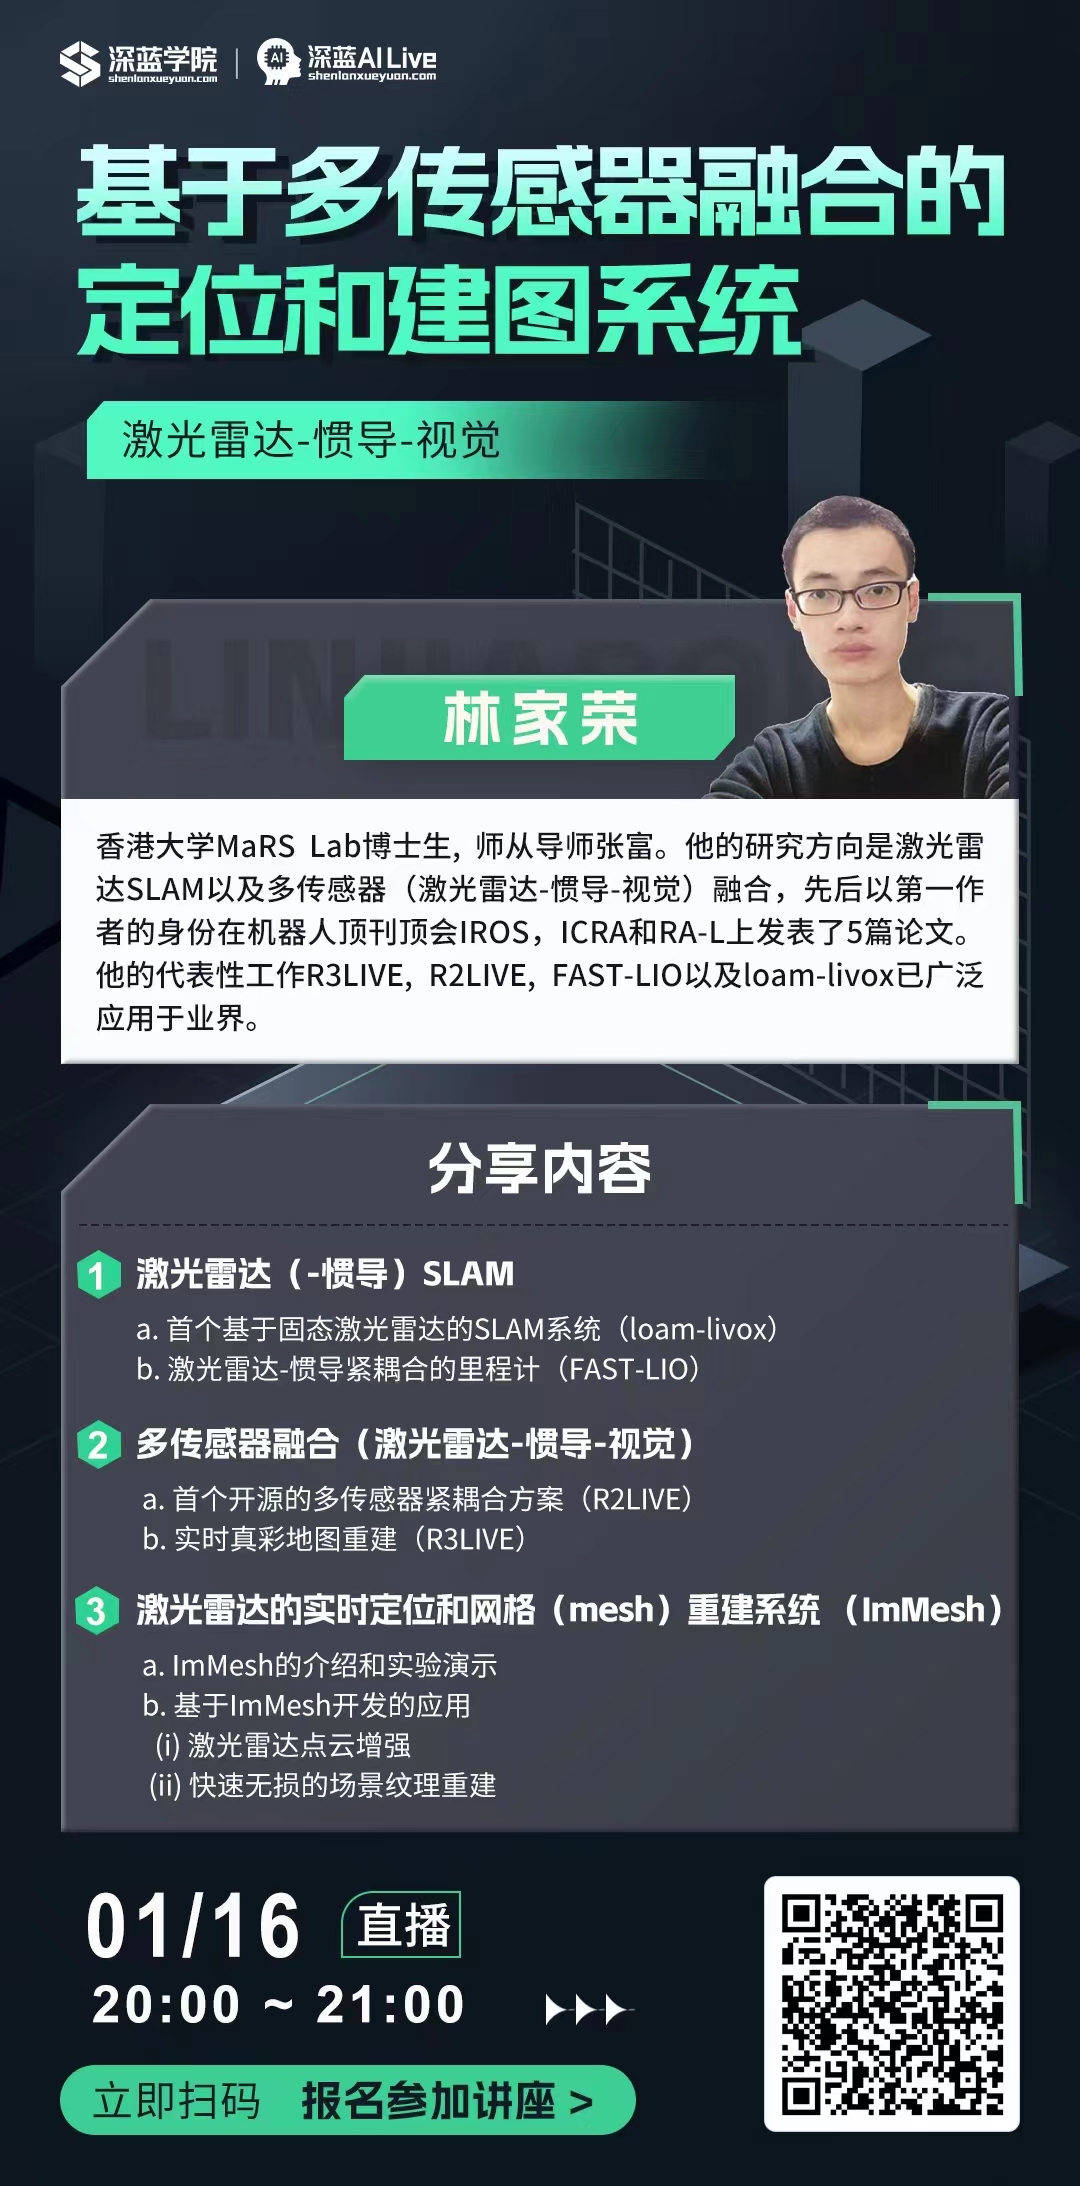 深蓝学院
shenlanxueyuan.com
AI
深蓝AI Live
shenlanxueyuan.com
基于多传感器融合的
定位和建图系统
激光雷达-惯导-视觉
林家荣
香港大学MaRS Lab博士生, 师从导师张富。他的研究方向是激光雷
达SLAM以及多传感器（激光雷达-惯导-视觉）融合，先后以第一作
者的身份在机器人顶刊顶会IROS，ICRA和RA-L上发表了5篇论文。
他的代表性工作R3LIVE, R2LIVE, FAST-LIO以及loam-livox已广泛
应用于业界。
分享内容
1 激光雷达（-惯导）SLAM
a. 首个基于固态激光雷达的SLAM系统（loam-livox）
b. 激光雷达-惯导紧耦合的里程计（FAST-LIO）
2 多传感器融合（激光雷达-惯导-视觉）
a. 首个开源的多传感器紧耦合方案（R2LIVE）
b. 实时真彩地图重建（R3LIVE）
3 激光雷达的实时定位和网格（mesh）重建系统（ImMesh）
a. ImMesh的介绍和实验演示
b. 基于ImMesh开发的应用
(i) 激光雷达点云增强
(ii) 快速无损的场景纹理重建
01/16 直播
20:00 ~ 21:00
立即扫码 报名参加讲座 >